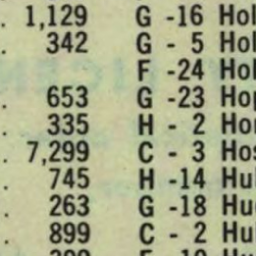 . 1,129 G -16 Hol
. 342 G - 5 Hol
F -24 Hol
. 653 G -23 Hop
. 335 H - 2 Hor
. 7,299 C - 3 Hos
. 745 H -14 Hu
. 263 G -18 Hu
. 899 C - 2 Hu